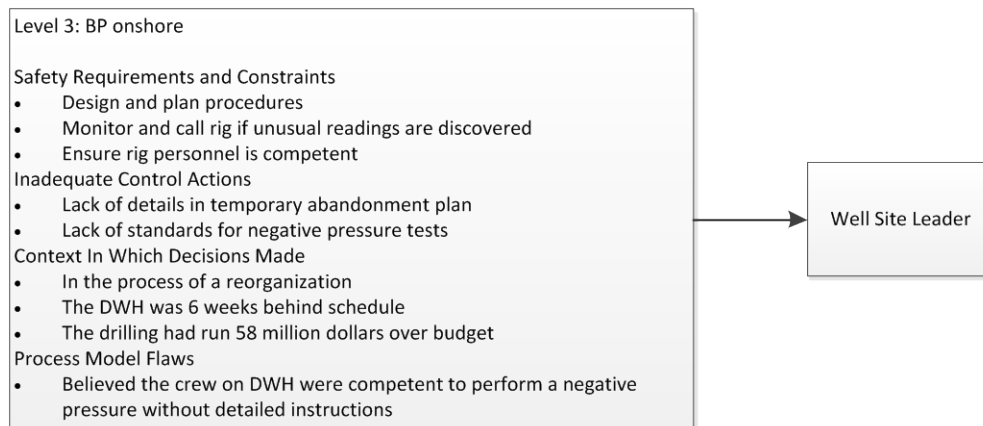 Level 3: BP onshore
Safety Requirements and Constraints
• Design and plan procedures
• Monitor and call rig if unusual readings are discovered
• Ensure rig personnel is competent
Inadequate Control Actions
• Lack of details in temporary abandonment plan
• Lack of standards for negative pressure tests
Context In Which Decisions Made
• In the process of a reorganization
• The DWH was 6 weeks behind schedule
• The drilling had run 58 million dollars over budget
Process Model Flaws
• Believed the crew on DWH were competent to perform a negative
pressure without detailed instructions
Well Site Leader